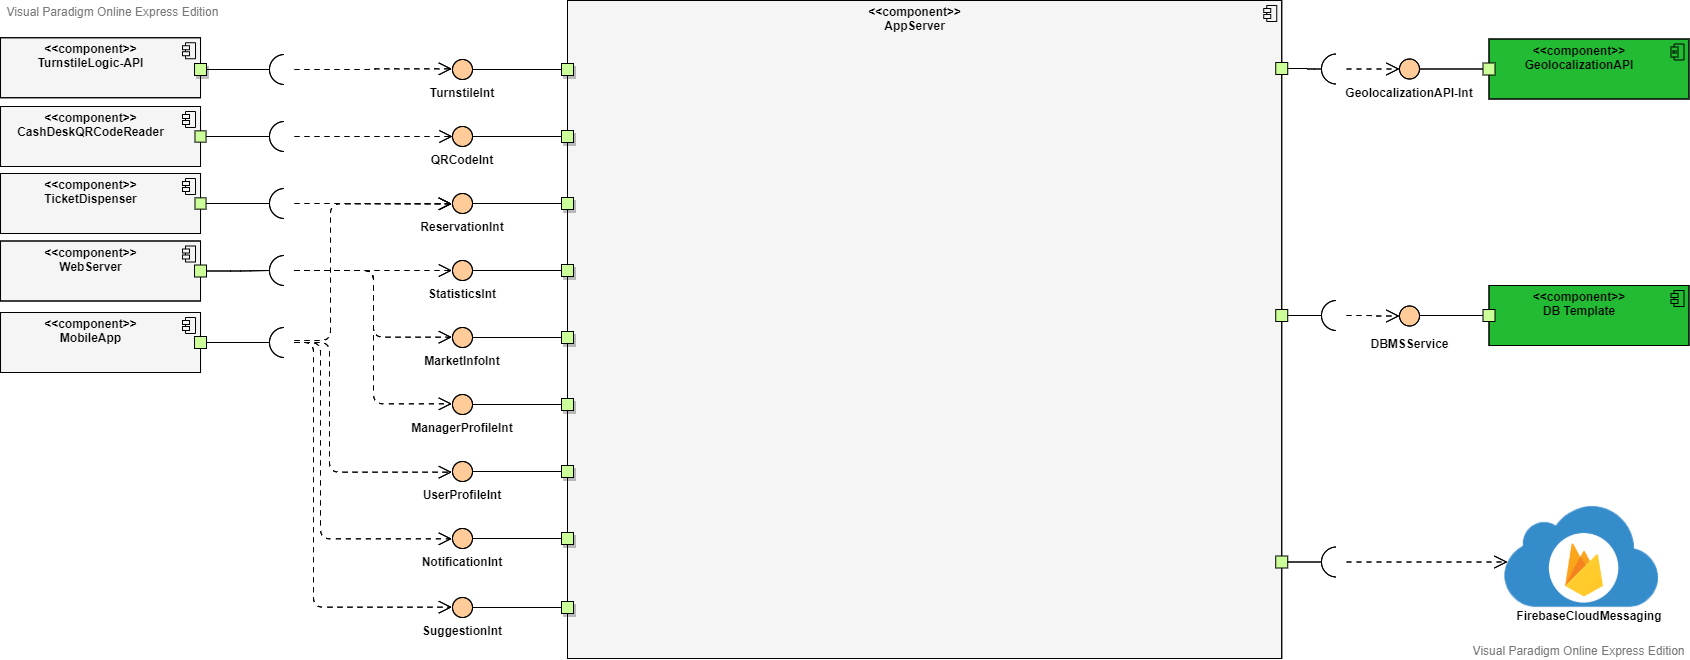 Visual Paradigm Online Express Edition
<<component>>
TurnstileLogic-API
<<component>>
CashDeskQRCodeReader
<<component>>
TicketDispenser
<<component>>
WebServer
<<component>>
MobileApp
TurnstileInt
QRCodeInt
ReservationInt
StatisticsInt
MarketInfoInt
ManagerProfileInt
UserProfileInt
NotificationInt
SuggestionInt
<<component>>
AppServer
GeolocalizationAPI-Int
<<component>>
GeolocalizationAPI
DBMSService
<<component>>
DB Template
FirebaseCloudMessaging
Visual Paradigm Online Express Edition